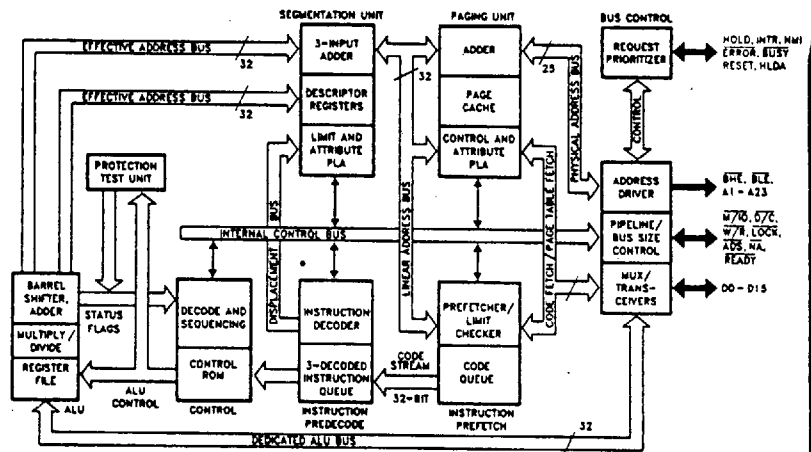 SEGMENTATION UNIT
PAGING UNIT
BUS CONTROL
EFFECTIVE ADDRESS BUS
32
3-INPUT
ADDER
ADDER
32
25
REQUEST
PRIORITIZER
HOLD, INTR, NMI
ERROR, BUSY
RESET, HLDA
EFFECTIVE ADDRESS BUS
32
DESCRIPTOR
REGISTERS
PAGE
CACHE
PHYSICAL ADDRESS BUS
CONTROL
LIMIT AND
ATTRIBUTE
PLA
CONTROL AND
ATTRIBUTE
PLA
PROTECTION
TEST UNIT
ADDRESS
DRIVER
BHE, BLE,
A1 - A23
INTERNAL CONTROL BUS
PIPELINE/
BUS SIZE
CONTROL
M/IO, D/C,
W/R, LOCK,
ADS, NA,
READY
DISPLACEMENT BUS
LINEAR ADDRESS BUS
CODE FETCH/PAGE TABLE FETCH
MUX/
TRANS-
CEIVERS
D0 - D15
BARREL
SHIFTER,
ADDER
STATUS
FLAGS
DECODE AND
SEQUENCING
INSTRUCTION
DECODER
PREFETCHER/
LIMIT
CHECKER
MULTIPLY/
DIVIDE
REGISTER
FILE
CONTROL
ROM
3-DECODED
INSTRUCTION
QUEUE
CODE
STREAM
32-BIT
CODE
QUEUE
ALU
ALU
CONTROL
CONTROL
INSTRUCTION
PREDECODE
INSTRUCTION
PREFETCH
DEDICATED ALU BUS
32